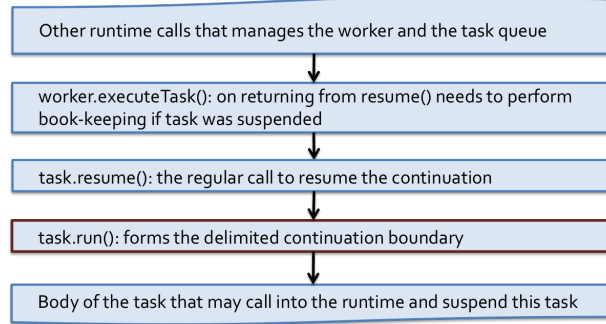 Other runtime calls that manages the worker and the task queue
worker.executeTask(): on returning from resume() needs to perform
book-keeping if task was suspended
task.resume(): the regular call to resume the continuation
task.run(): forms the delimited continuation boundary
Body of the task that may call into the runtime and suspend this task